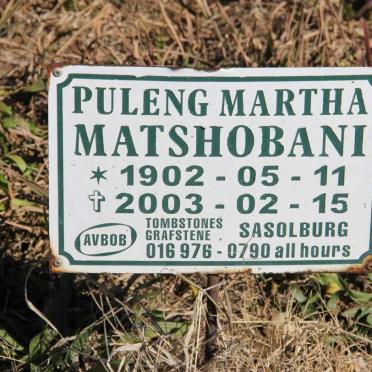 PULENG MARTHA
MATSHOBANI
* 1902 - 05 - 11
✝ 2003 - 02 - 15
AVBOB
TOMBSTONES
GRAFSTENE SASOLBURG
016 976 - 0790 all hours